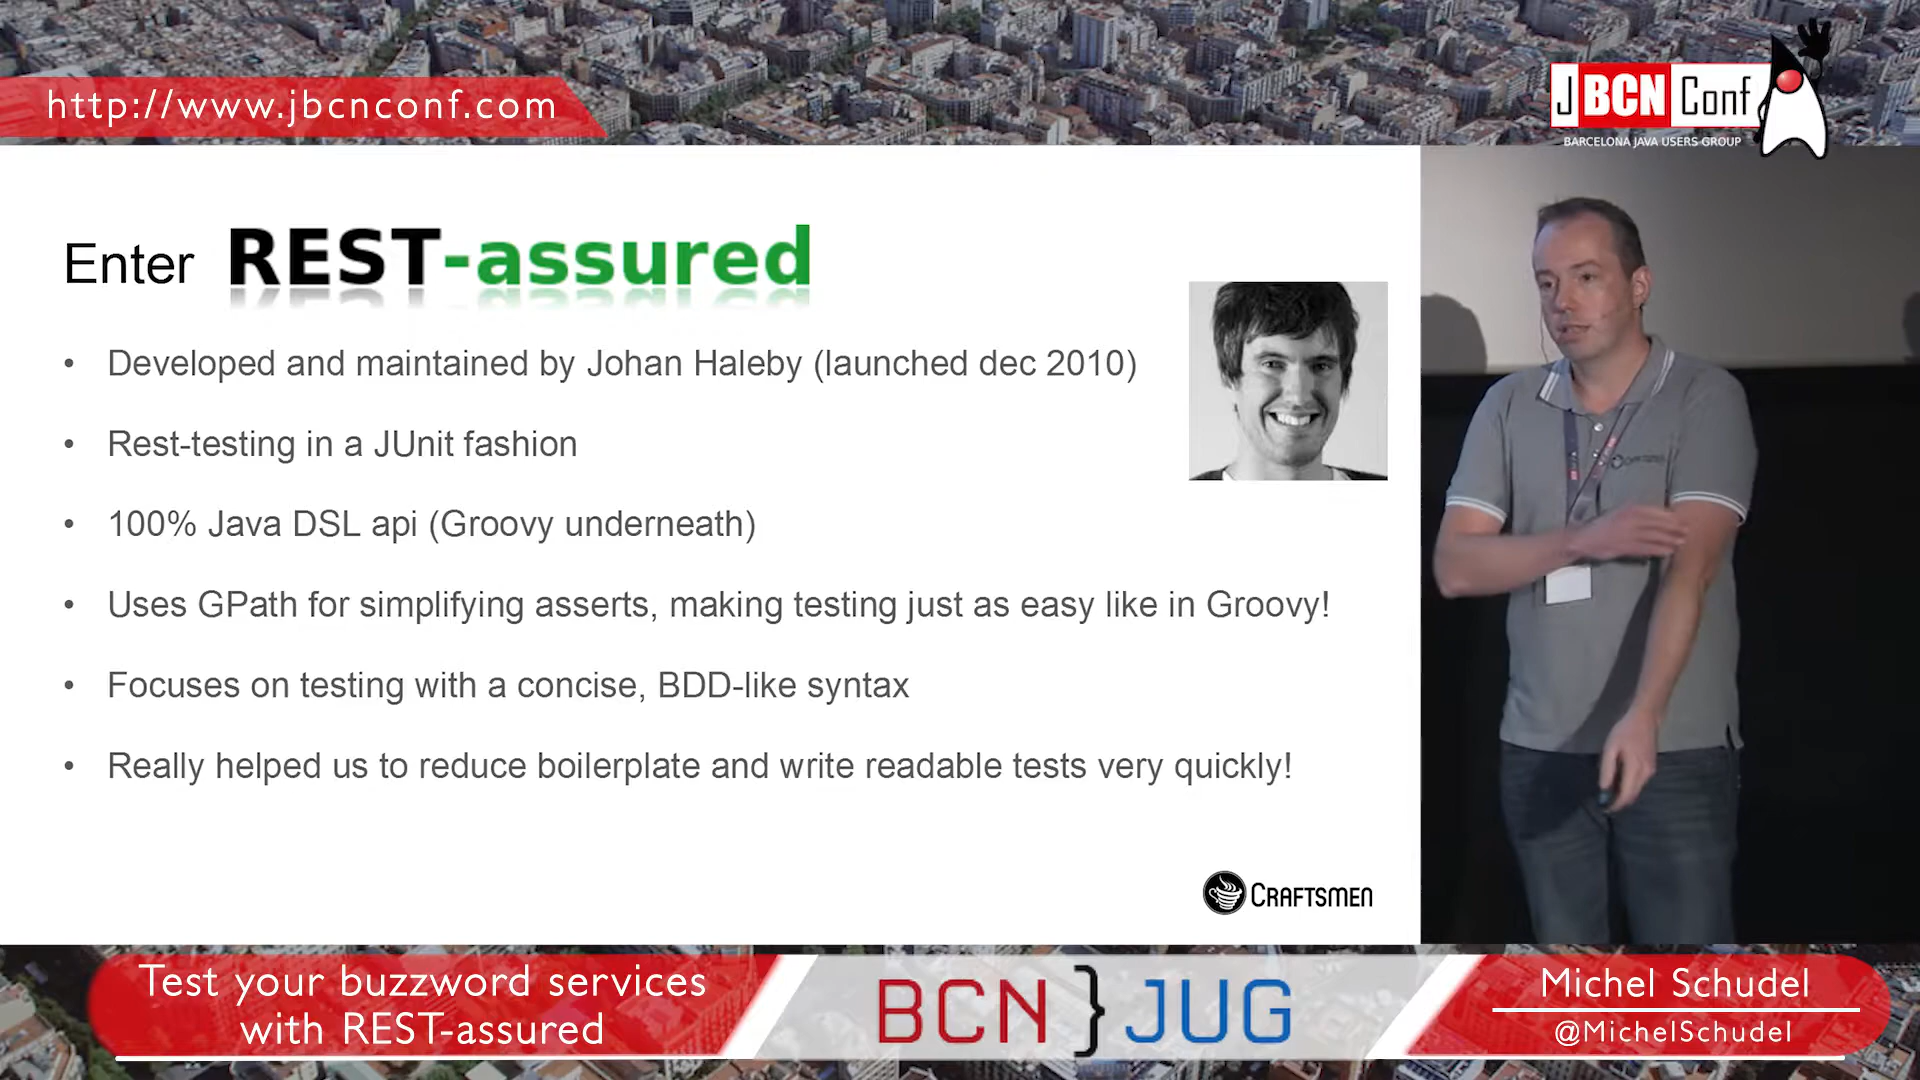 http://www.jbcnconf.com
JBCNConf
BARCELONA JAVA USERS GROUP
Enter REST-assured
• Developed and maintained by Johan Haleby (launched dec 2010)
• Rest-testing in a JUnit fashion
• 100% Java DSL api (Groovy underneath)
• Uses GPath for simplifying asserts, making testing just as easy like in Groovy!
• Focuses on testing with a concise, BDD-like syntax
• Really helped us to reduce boilerplate and write readable tests very quickly!
CRAFTSMEN
Test your buzzword services
with REST-assured
BCN}JUG
Michel Schudel
@MichelSchudel